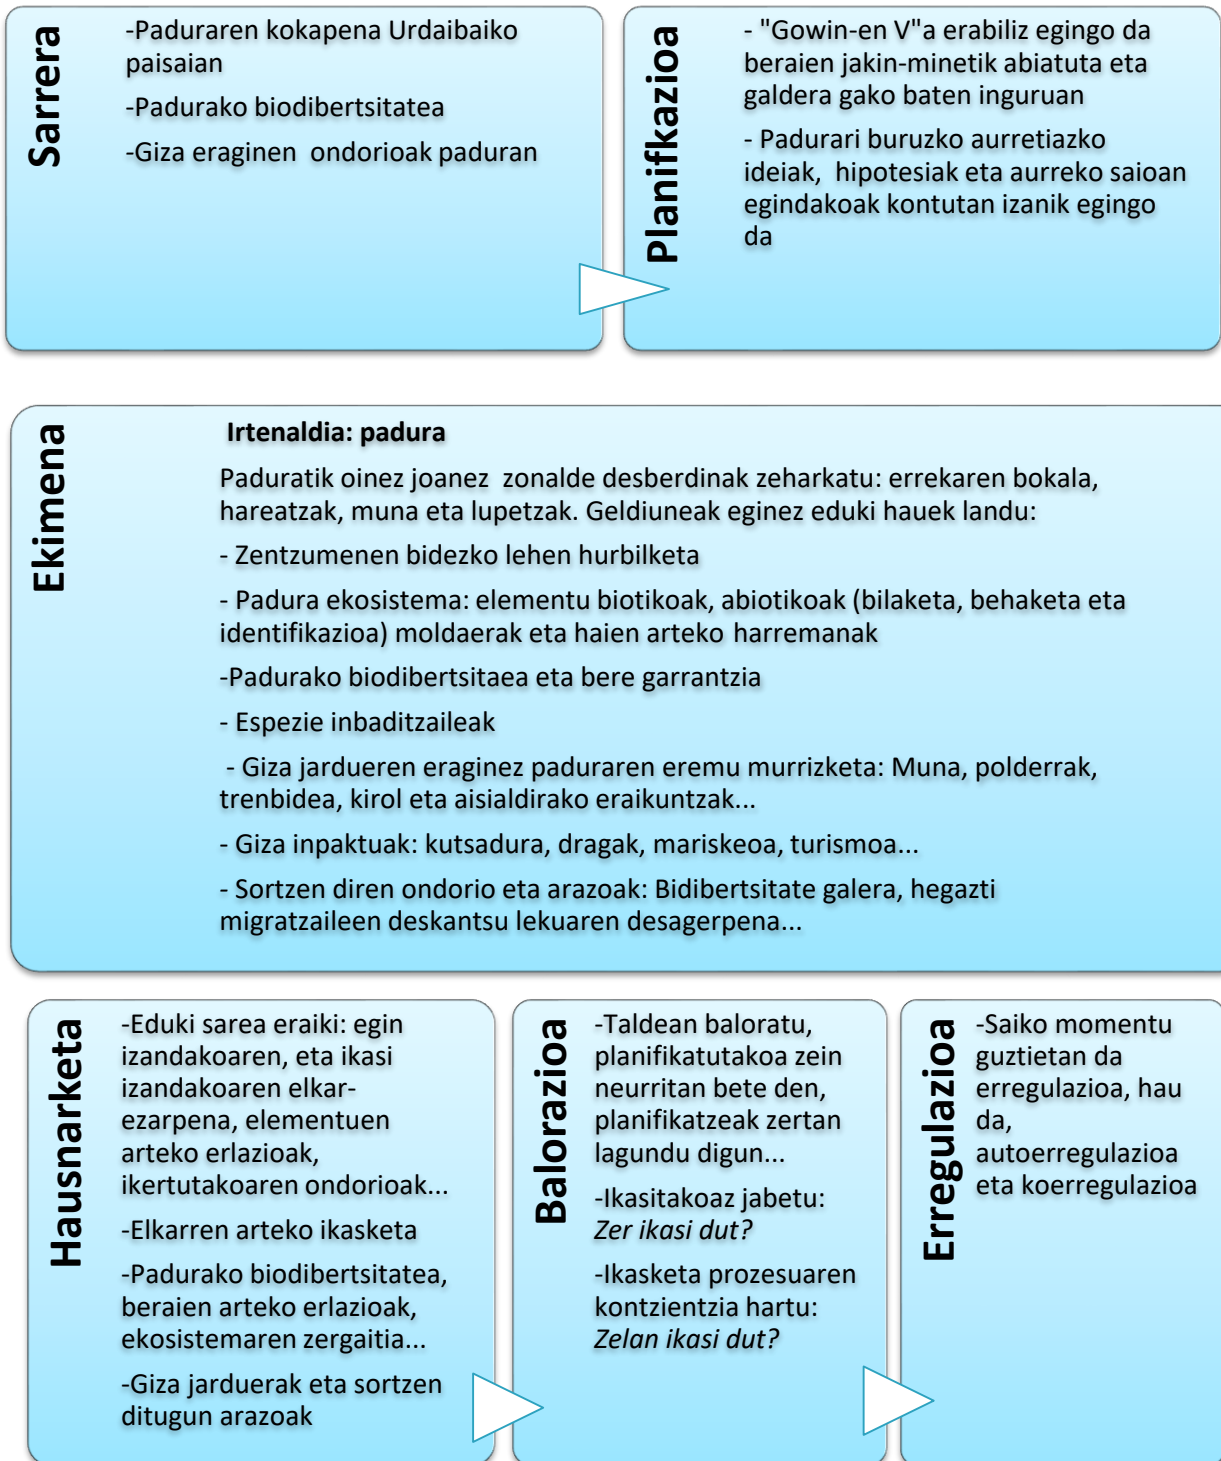 Sarrera
-Paduraren kokapena Urdaibaiko
paisaian
-Padurako biodibertsitatea
-Giza eraginen ondorioak paduran
Planifkazioa
- "Gowin-en V"a erabiliz egingo da
beraien jakin-minetik abiatuta eta
galdera gako baten inguruan
- Padurari buruzko aurretiazko
ideiak, hipotesiak eta aurreko saioan
egindakoak kontutan izanik egingo
da
Ekimena
Irtenaldia: padura
Paduratik oinez joanez zonalde desberdinak zeharkatu: errekaren bokala,
hareatzak, muna eta lupetzak. Geldiuneak eginez eduki hauek landu:
- Zentzumenen bidezko lehen hurbilketa
- Padura ekosistema: elementu biotikoak, abiotikoak (bilaketa, behaketa eta
identifikazioa) moldaerak eta haien arteko harremanak
-Padurako biodibertsitaea eta bere garrantzia
- Espezie inbaditzaileak
- Giza jardueren eraginez paduraren eremu murrizketa: Muna, polderrak,
trenbidea, kirol eta aisialdirako eraikuntzak...
- Giza inpaktuak: kutsadura, dragak, mariskeoa, turismoa...
- Sortzen diren ondorio eta arazoak: Bidibertsitate galera, hegazti
migratzaileen deskantsu lekuaren desagerpena...
Hausnarketa
-Eduki sarea eraiki: egin
izandakoaren, eta ikasi
izandakoaren elkar-
ezarpena, elementuen
arteko erlazioak,
ikertutakoaren ondorioak...
-Elkarren arteko ikasketa
-Padurako biodibertsitatea,
beraien arteko erlazioak,
ekosistemaren zergaitia...
-Giza jarduerak eta sortzen
ditugun arazoak
Balorazioa
-Taldean baloratu,
planifikatutakoa zein
neurritan bete den,
planifikatzeak zertan
lagundu digun...
-Ikasitakoaz jabetu:
Zer ikasi dut?
-Ikasketa prozesuaren
kontzientzia hartu:
Zelan ikasi dut?
Erregulazioa
-Saiko momentu
guztietan da
erregulazioa, hau
da,
autoerregulazioa
eta koerregulazioa